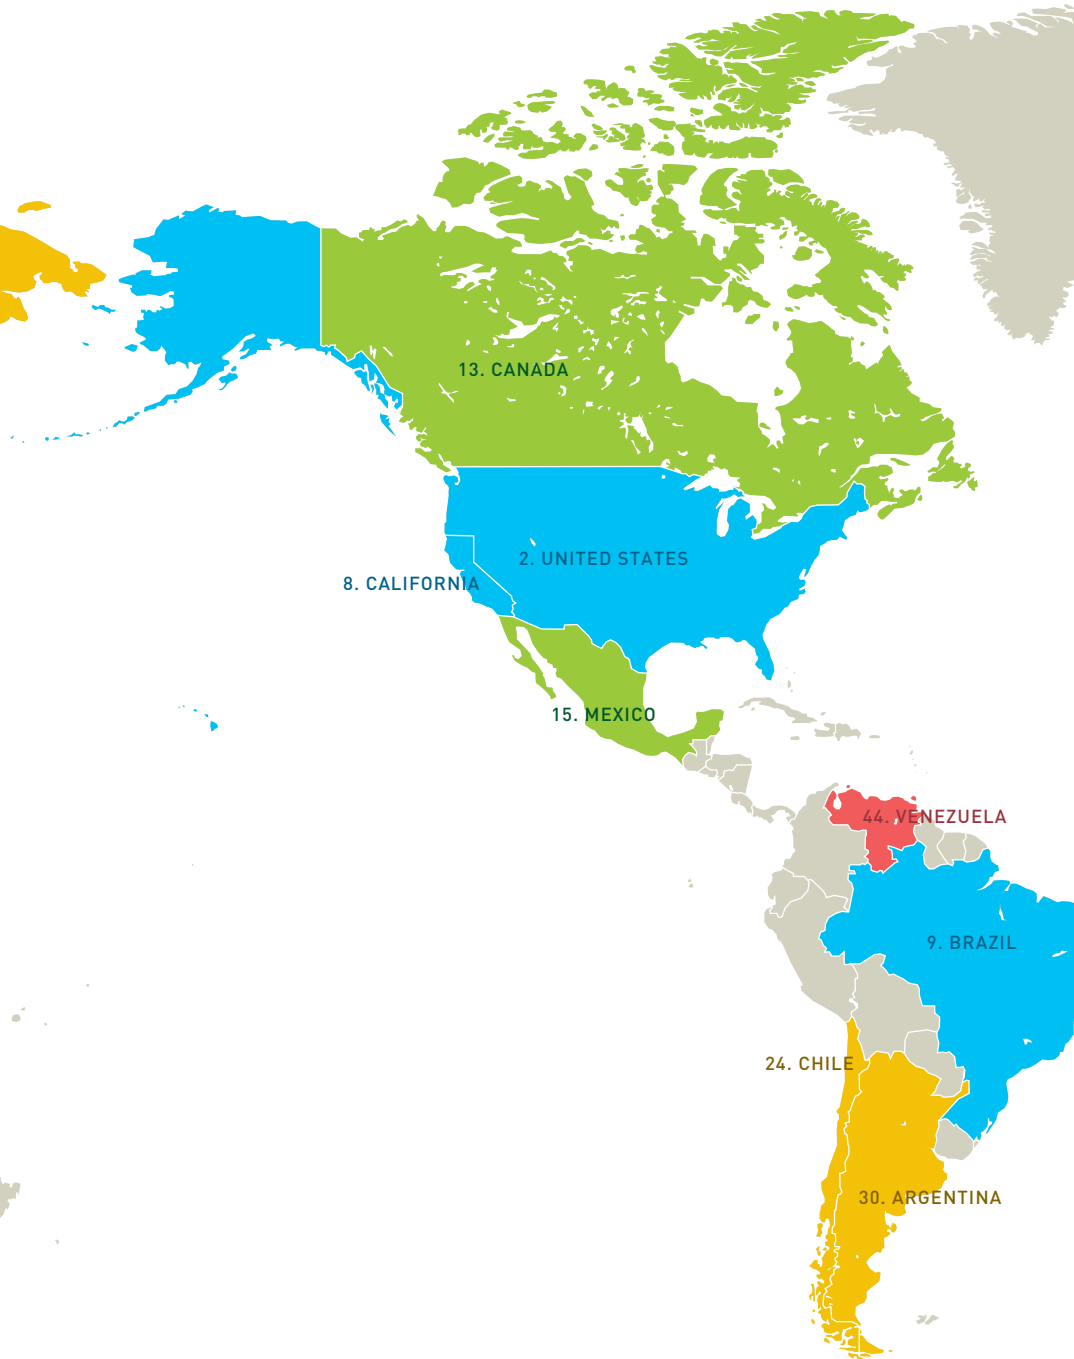 13. CANADA
2. UNITED STATES
8. CALIFORNIA
15. MEXICO
44. VENEZUELA
9. BRAZIL
24. CHILE
30. ARGENTINA